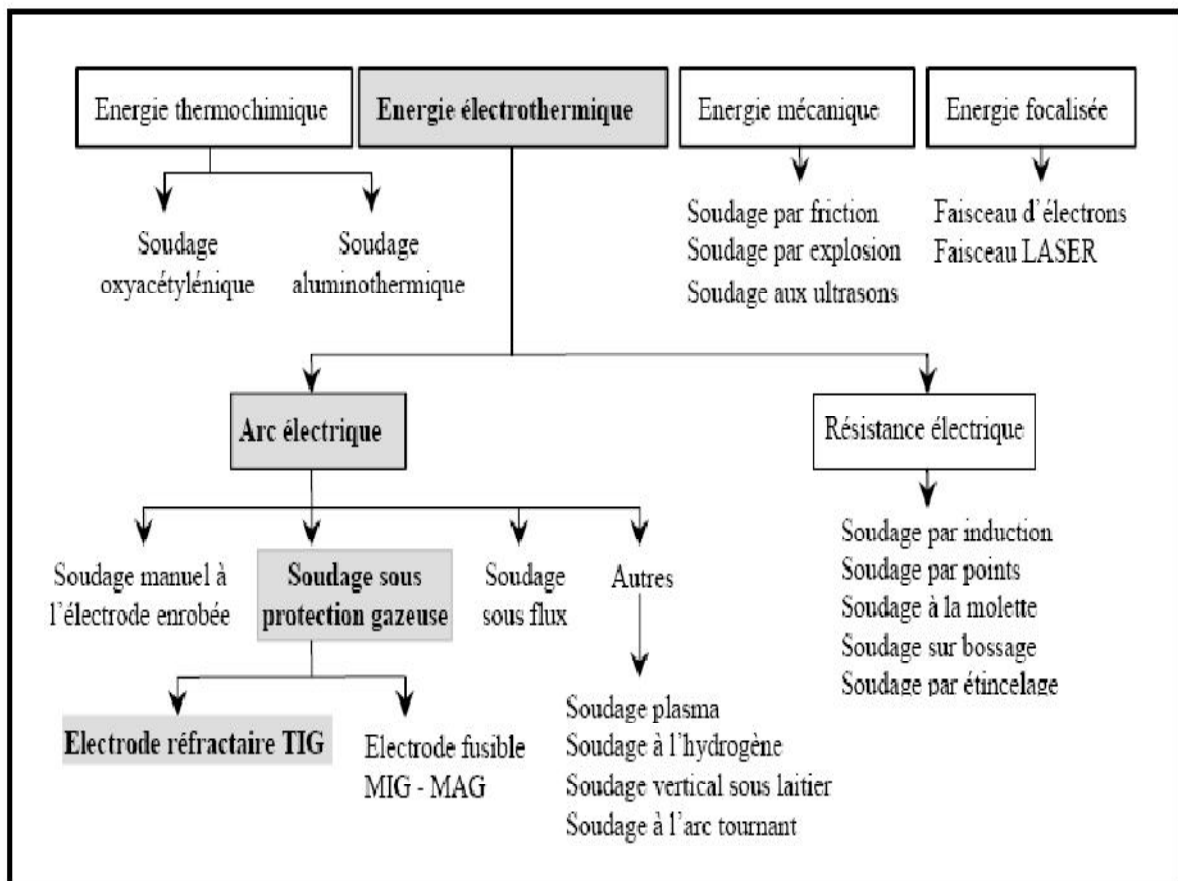 Energie thermochimique
Energie électrothermique
Energie mécanique
Energie focalisée
Soudage
oxyacétylénique
Soudage
aluminothermique
Soudage par friction
Soudage par explosion
Soudage aux ultrasons
Faisceau d'électrons
Faisceau LASER
Arc électrique
Résistance électrique
Soudage manuel à
l'électrode enrobée
Soudage sous
protection gazeuse
Soudage
sous flux
Autres
Soudage par induction
Soudage par points
Soudage à la molette
Soudage sur bossage
Soudage par étincelage
Electrode réfractaire TIG
Electrode fusible
MIG - MAG
Soudage plasma
Soudage à l'hydrogène
Soudage vertical sous laitier
Soudage à l'arc tournant